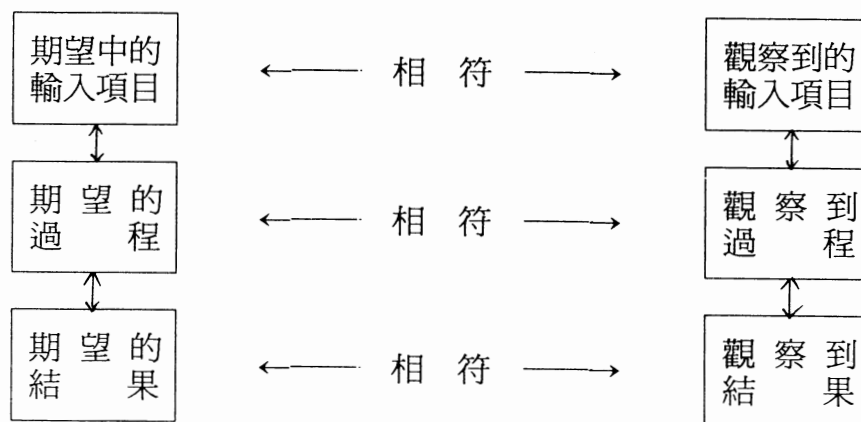 期望中的
輸入項目
相符
觀察到的
輸入項目
期望的
過程
相符
觀察到
過程
期望的
結果
相符
觀察到
結果